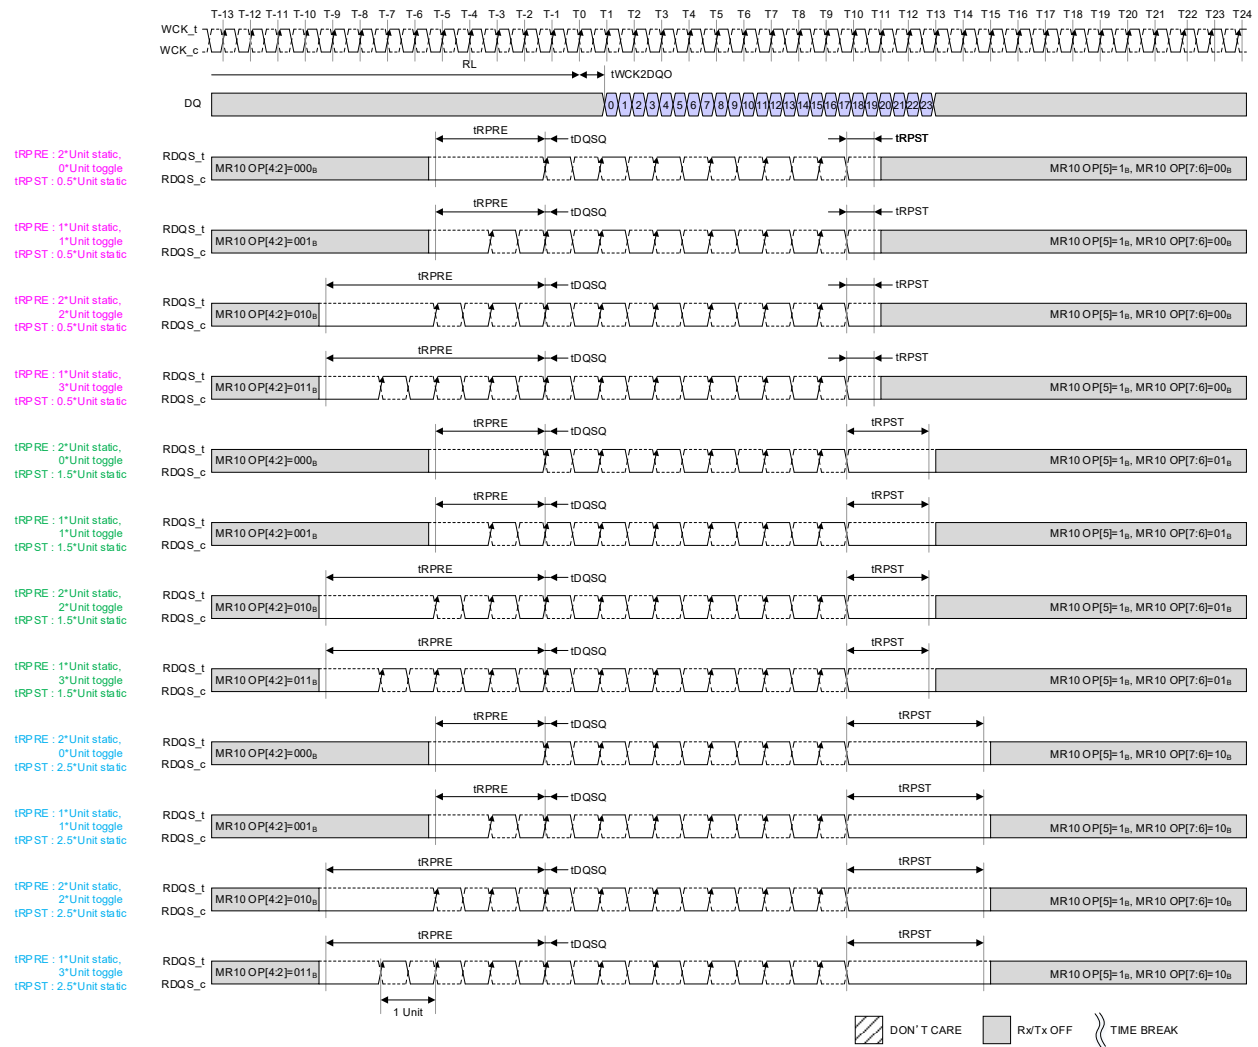 T-13 T-12 T-11 T-10 T-9 T-8 T-7 T-6 T-5 T-4 T-3 T-2 T-1 T0 T1 T2 T3 T4 T5 T6 T7 T8 T9 T10 T11 T12 T13 T14 T15 T16 T17 T18 T19 T20 T21 T22 T23 T24
WCK_t
WCK_c
RL
tWCK2DQO
DQ
0 1 2 3 4 5 6 7 8 9 10 11 12 13 14 15 16 17 18 19 20 21 22 23
tRPRE tDQSQ tRPST
tRPRE : 2*Unit static,
0*Unit toggle
tRPST : 0.5*Unit static
RDQS_t
RDQS_c
MR10 OP[4:2]=000B
MR10 OP[5]=1B, MR10 OP[7:6]=00B
tRPRE tDQSQ tRPST
tRPRE : 1*Unit static,
1*Unit toggle
tRPST : 0.5*Unit static
RDQS_t
RDQS_c
MR10 OP[4:2]=001B
MR10 OP[5]=1B, MR10 OP[7:6]=00B
tRPRE tDQSQ tRPST
tRPRE : 2*Unit static,
2*Unit toggle
tRPST : 0.5*Unit static
RDQS_t
RDQS_c
MR10 OP[4:2]=010B
MR10 OP[5]=1B, MR10 OP[7:6]=00B
tRPRE tDQSQ tRPST
tRPRE : 1*Unit static,
3*Unit toggle
tRPST : 0.5*Unit static
RDQS_t
RDQS_c
MR10 OP[4:2]=011B
MR10 OP[5]=1B, MR10 OP[7:6]=00B
tRPRE tDQSQ tRPST
tRPRE : 2*Unit static,
0*Unit toggle
tRPST : 1.5*Unit static
RDQS_t
RDQS_c
MR10 OP[4:2]=000B
MR10 OP[5]=1B, MR10 OP[7:6]=01B
tRPRE tDQSQ tRPST
tRPRE : 1*Unit static,
1*Unit toggle
tRPST : 1.5*Unit static
RDQS_t
RDQS_c
MR10 OP[4:2]=001B
MR10 OP[5]=1B, MR10 OP[7:6]=01B
tRPRE tDQSQ tRPST
tRPRE : 2*Unit static,
2*Unit toggle
tRPST : 1.5*Unit static
RDQS_t
RDQS_c
MR10 OP[4:2]=010B
MR10 OP[5]=1B, MR10 OP[7:6]=01B
tRPRE tDQSQ tRPST
tRPRE : 1*Unit static,
3*Unit toggle
tRPST : 1.5*Unit static
RDQS_t
RDQS_c
MR10 OP[4:2]=011B
MR10 OP[5]=1B, MR10 OP[7:6]=01B
tRPRE tDQSQ tRPST
tRPRE : 2*Unit static,
0*Unit toggle
tRPST : 2.5*Unit static
RDQS_t
RDQS_c
MR10 OP[4:2]=000B
MR10 OP[5]=1B, MR10 OP[7:6]=10B
tRPRE tDQSQ tRPST
tRPRE : 1*Unit static,
1*Unit toggle
tRPST : 2.5*Unit static
RDQS_t
RDQS_c
MR10 OP[4:2]=001B
MR10 OP[5]=1B, MR10 OP[7:6]=10B
tRPRE tDQSQ tRPST
tRPRE : 2*Unit static,
2*Unit toggle
tRPST : 2.5*Unit static
RDQS_t
RDQS_c
MR10 OP[4:2]=010B
MR10 OP[5]=1B, MR10 OP[7:6]=10B
tRPRE tDQSQ tRPST
tRPRE : 1*Unit static,
3*Unit toggle
tRPST : 2.5*Unit static
RDQS_t
RDQS_c
MR10 OP[4:2]=011B
MR10 OP[5]=1B, MR10 OP[7:6]=10B
1 Unit
DON'T CARE Rx/Tx OFF TIME BREAK